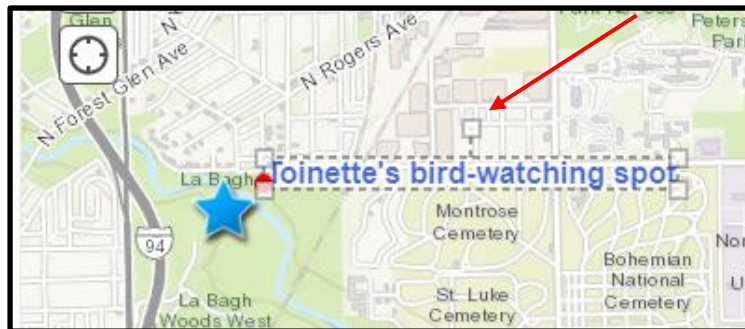 Glen
Peters
Park
N Forest Glen Ave
N Rogers Ave
La Bagh
Toinette's bird-watching spot
Montrose
Cemetery
94
Bohemian
National
Cemetery
La Bagh
Woods West
St. Luke
Cemetery